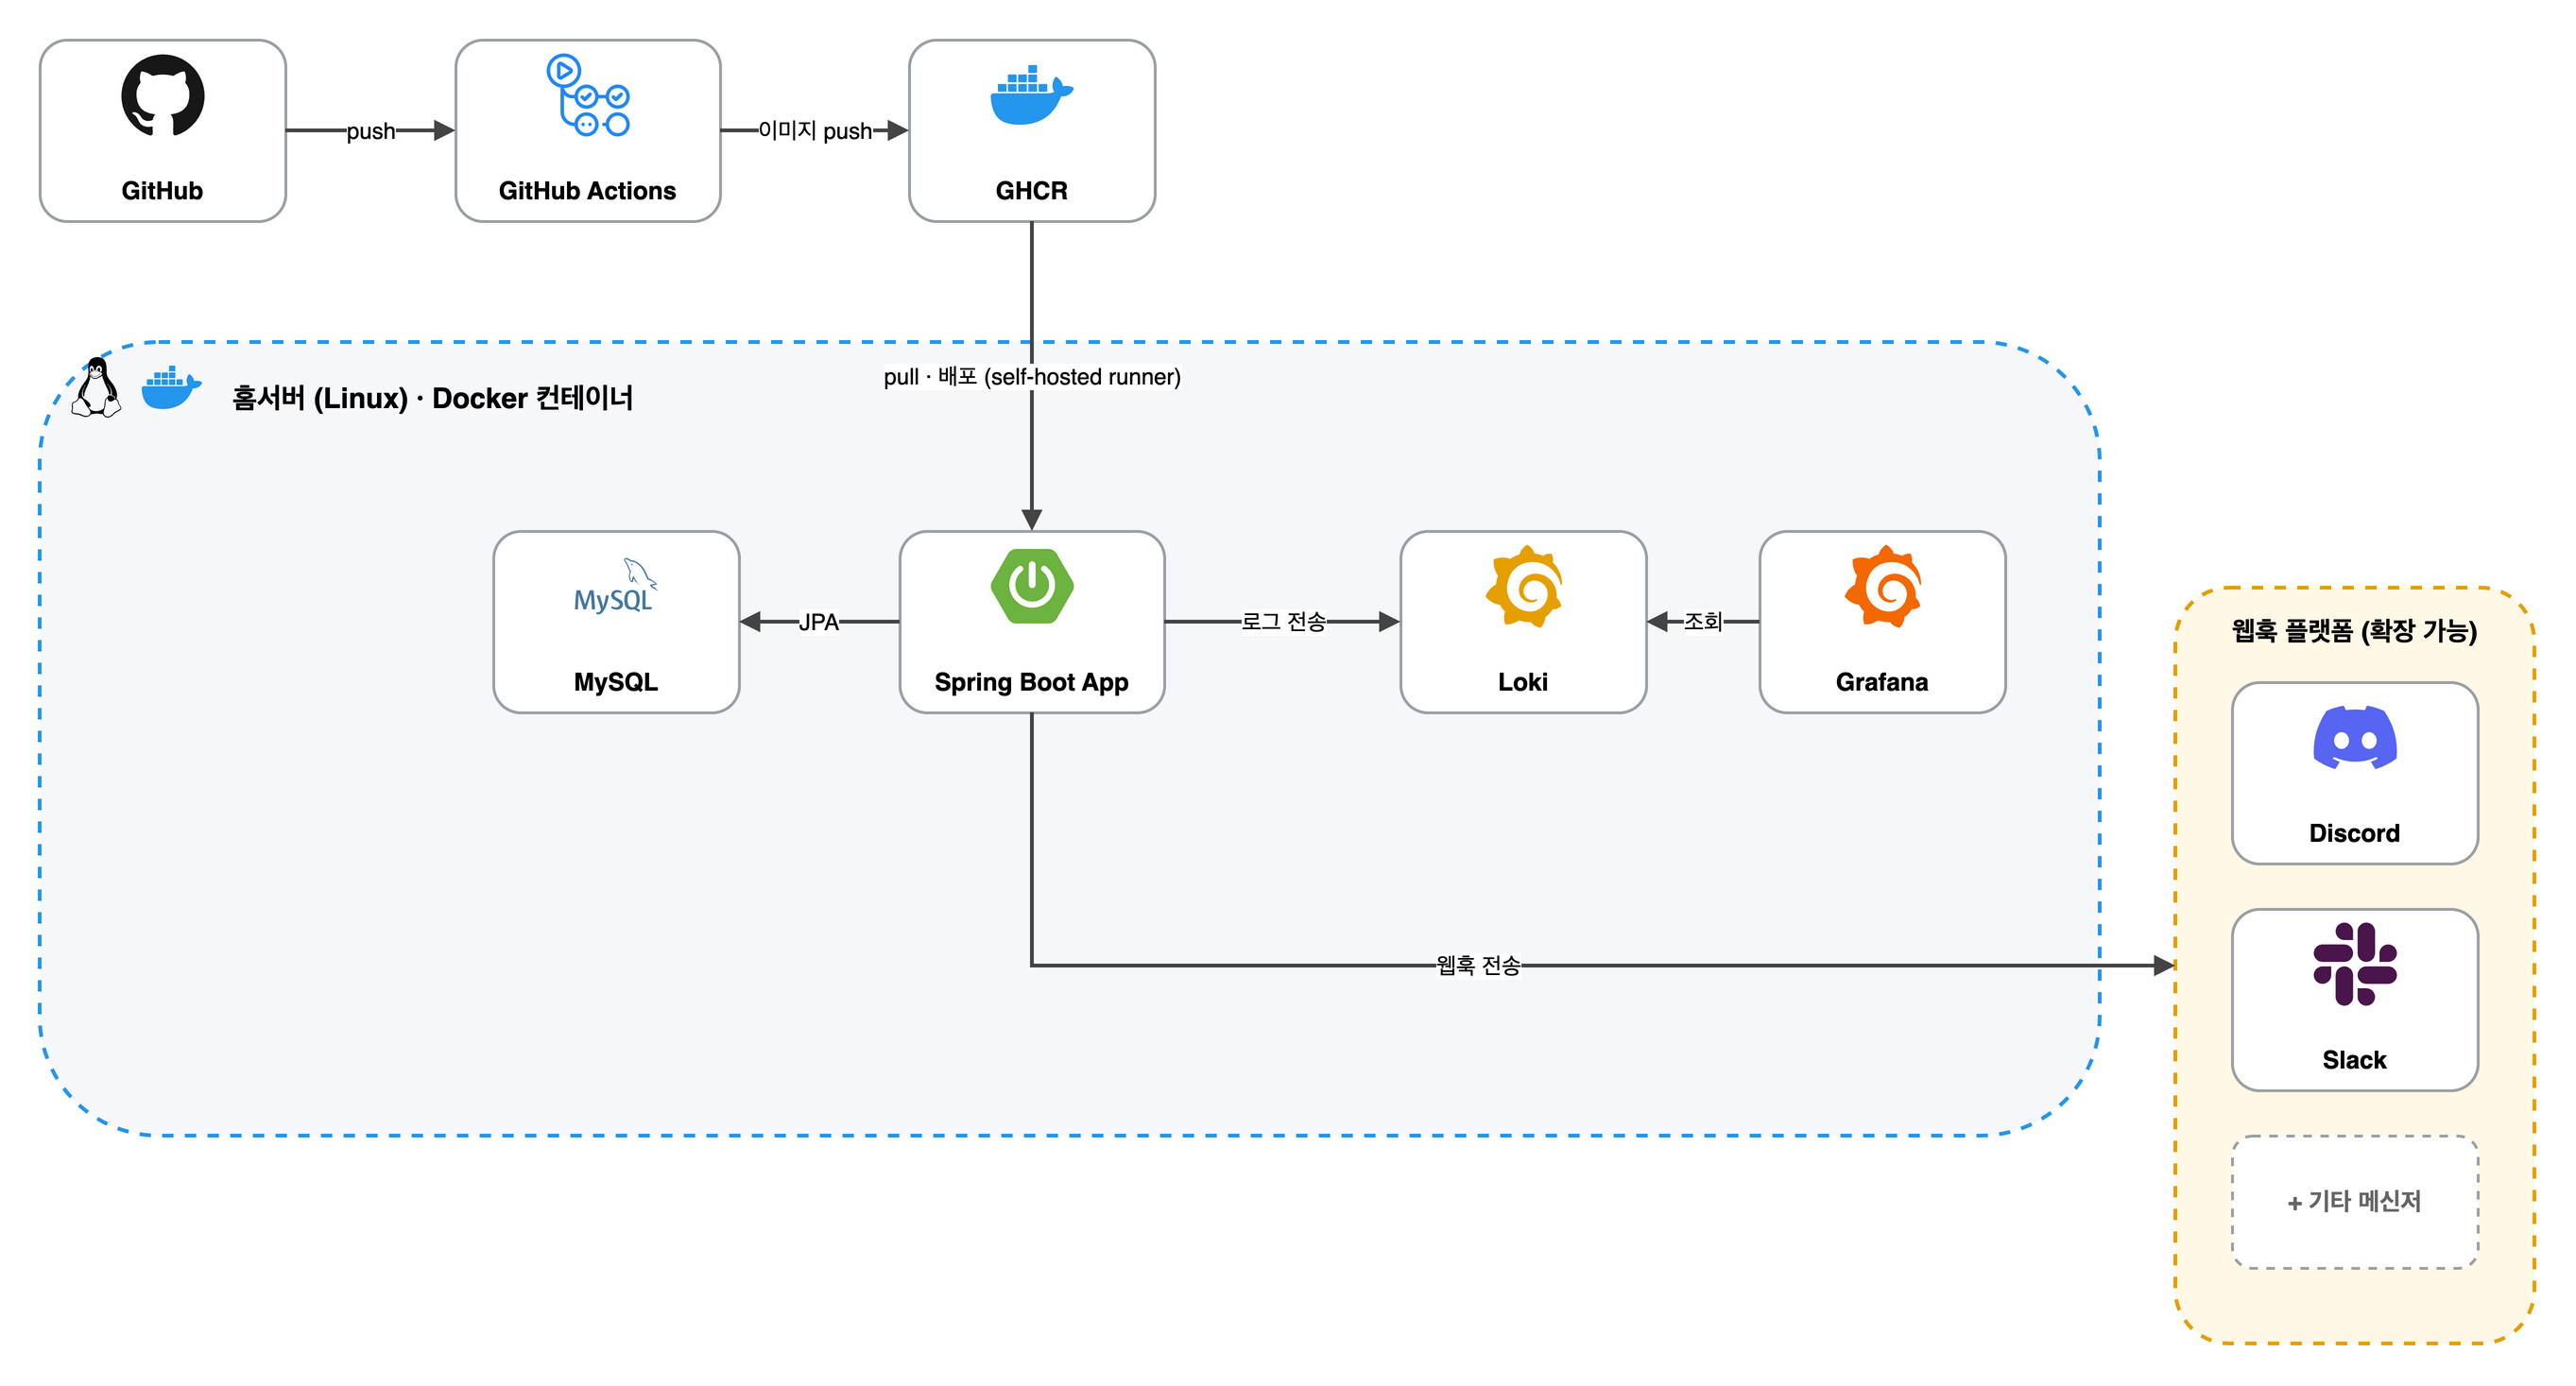 GitHub
push
GitHub Actions
이미지 push
GHCR
pull · 배포 (self-hosted runner)
홈서버 (Linux) · Docker 컨테이너
MySQL
MySQL
JPA
Spring Boot App
로그 전송
Loki
조회
Grafana
웹훅 전송
웹훅 플랫폼 (확장 가능)
Discord
Slack
+ 기타 메신저